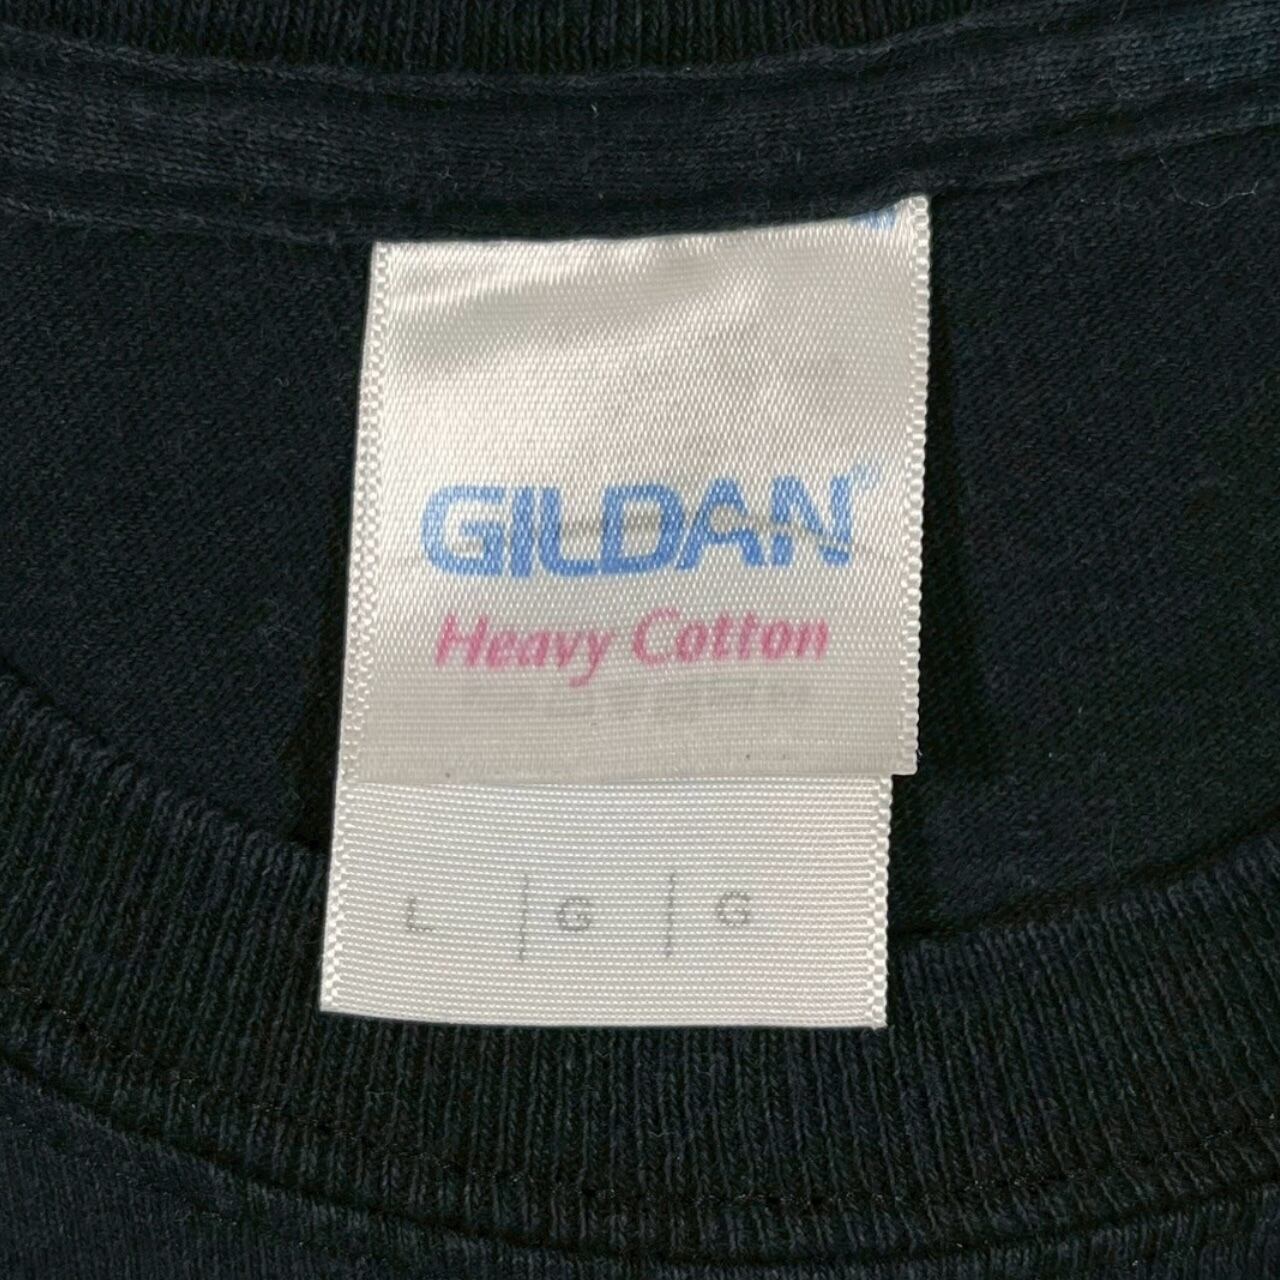 GILDAN®
Heavy Cotton
L | G | G